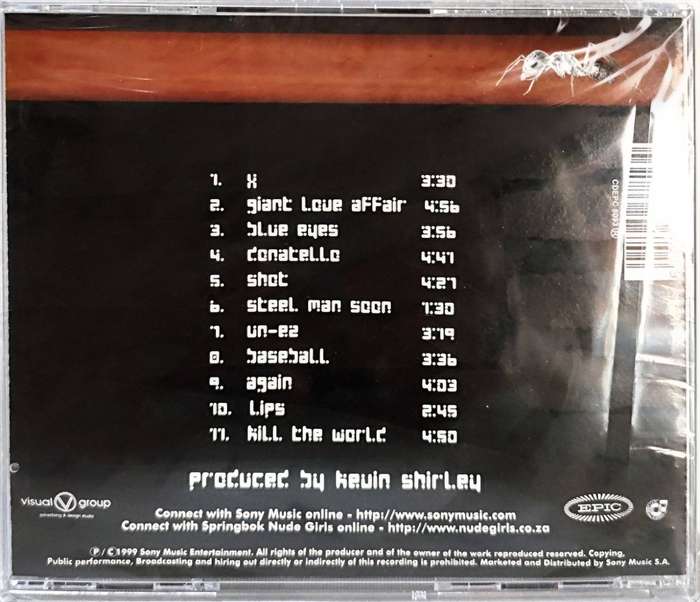 1. X 3:30
2. giant love affair 4:56
3. blue eyes 3:56
4. donatello 4:41
5. shot 4:27
6. steel man soon 1:30
7. un-ez 3:19
8. baseball 3:36
9. again 4:03
10. lips 2:45
11. kill the world 4:50
produced by kevin shirley
visual V group
advertising & design studio
EPIC
Connect with Sony Music online - http://www.sonymusic.com
Connect with Springbok Nude Girls online - http://www.nudegirls.co.za
Ⓟ/©1999 Sony Music Entertainment. All rights of the producer and of the owner of the work reproduced reserved. Copying,
Public performance, Broadcasting and hiring out directly or indirectly of this recording is prohibited. Marketed and Distributed by Sony Music S.A.